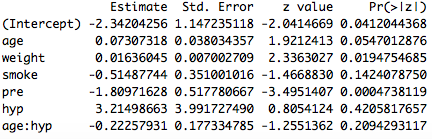 Estimate Std. Error z value Pr(>|z|)
(Intercept) -2.34204256 1.147235118 -2.0414669 0.0412044368
age 0.07307318 0.038034357 1.9212413 0.0547012876
weight 0.01636045 0.007002709 2.3363027 0.0194754685
smoke -0.51487744 0.351001016 -1.4668830 0.1424078750
pre -1.80971628 0.517780667 -3.4951407 0.0004738119
hyp 3.21498663 3.991727490 0.8054124 0.4205817657
age:hyp -0.22257931 0.177334785 -1.2551362 0.2094293117